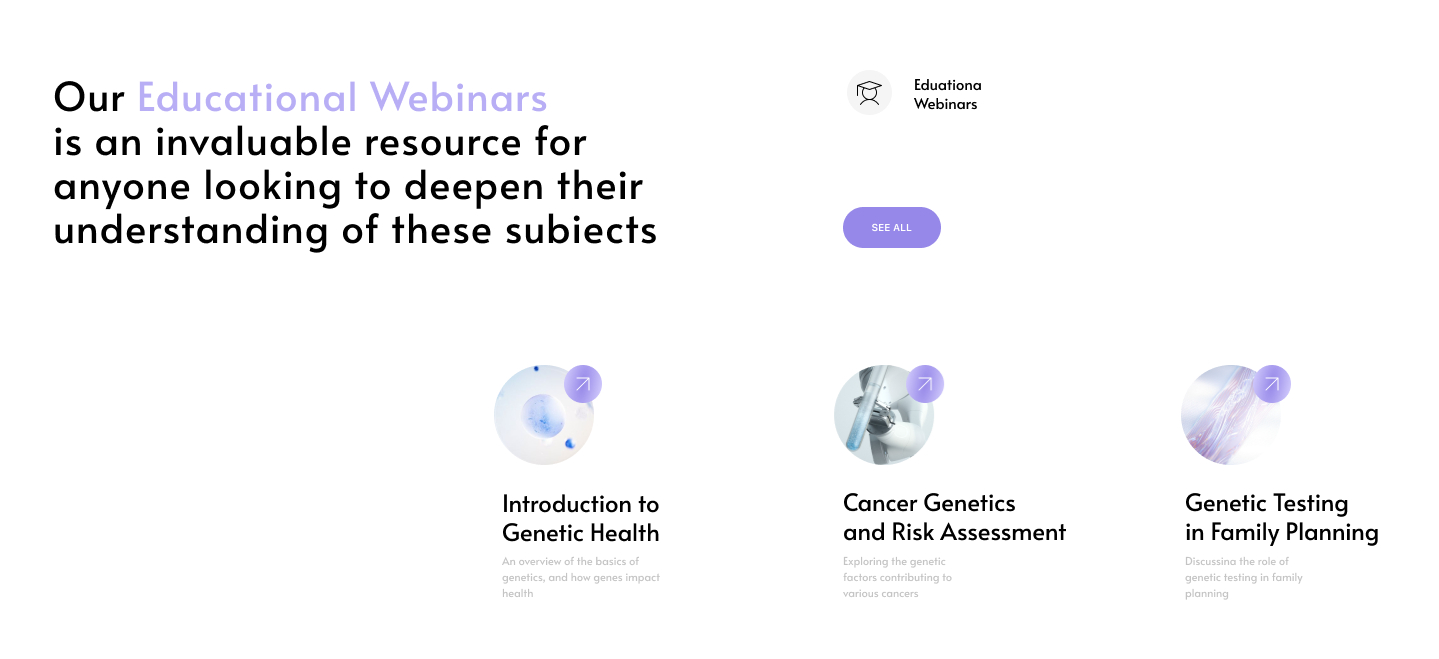 Our Educational Webinars
is an invaluable resource for
anyone looking to deepen their
understanding of these subiects
Eduationa
Webinars
SEE ALL
Introduction to
Genetic Health
An overview of the basics of
genetics, and how genes impact
health
Cancer Genetics
and Risk Assessment
Exploring the genetic
factors contributing to
various cancers
Genetic Testing
in Family Planning
Discussina the role of
genetic testing in family
planning